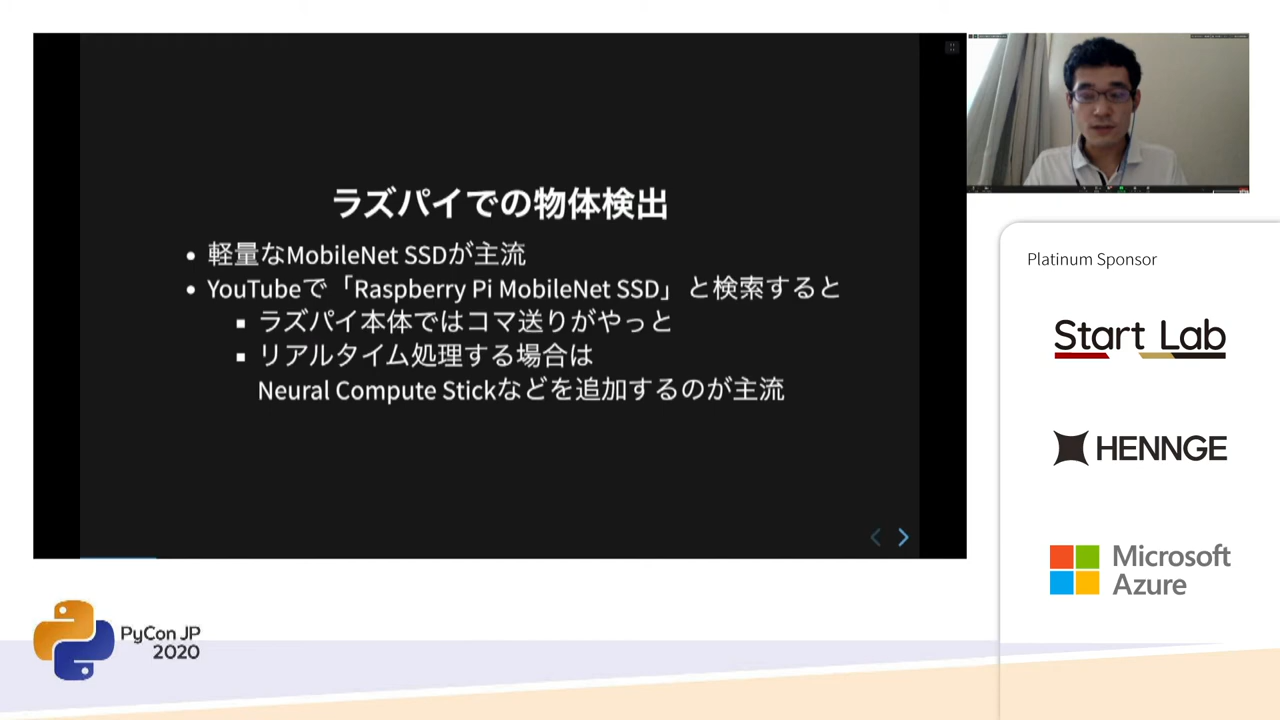 ラズパイでの物体検出
軽量なMobileNet SSDが主流
YouTubeで「Raspberry Pi MobileNet SSD」と検索すると
ラズパイ本体ではコマ送りがやっと
リアルタイム処理する場合は
Neural Compute Stickなどを追加するのが主流
Platinum Sponsor
Start Lab
HENNGE
Microsoft
Azure
PyCon JP
2020